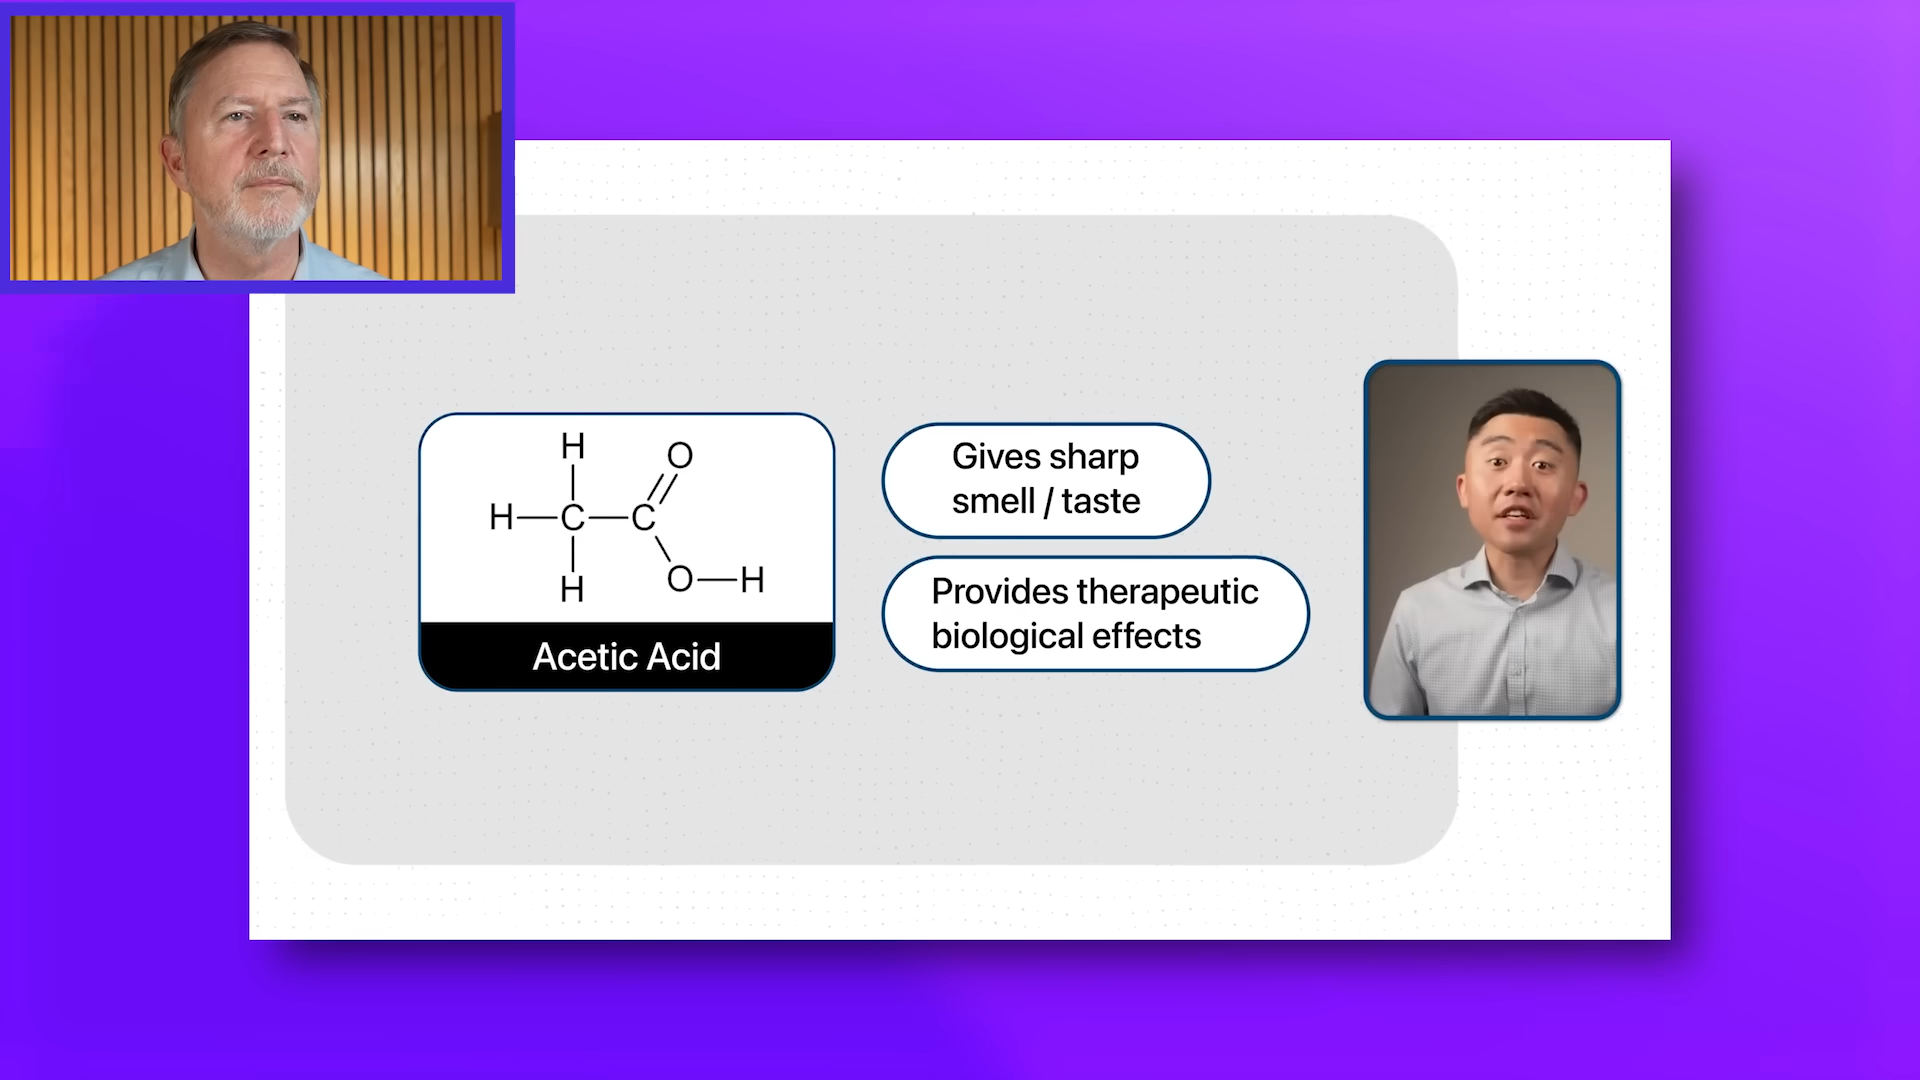 H
O
H C C
H
O H
Acetic Acid
Gives sharp
smell / taste
Provides therapeutic
biological effects